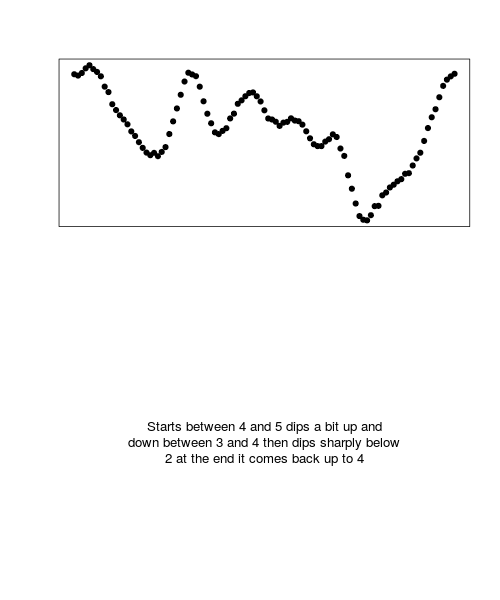 Starts between 4 and 5 dips a bit up and
down between 3 and 4 then dips sharply below
2 at the end it comes back up to 4